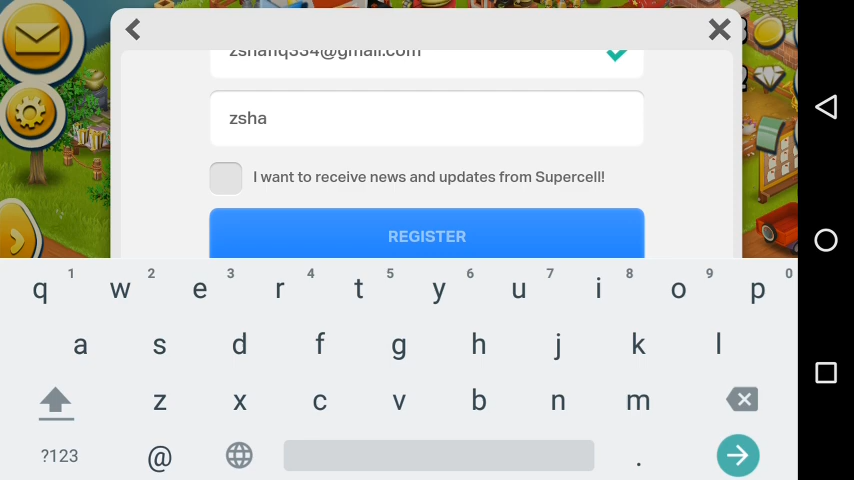 zsha
I want to receive news and updates from Supercell!
REGISTER
1 2 3 4 5 6 7 8 9 0
q w e r t y u i o p
a s d f g h j k l
z x c v b n m
?123 @ .